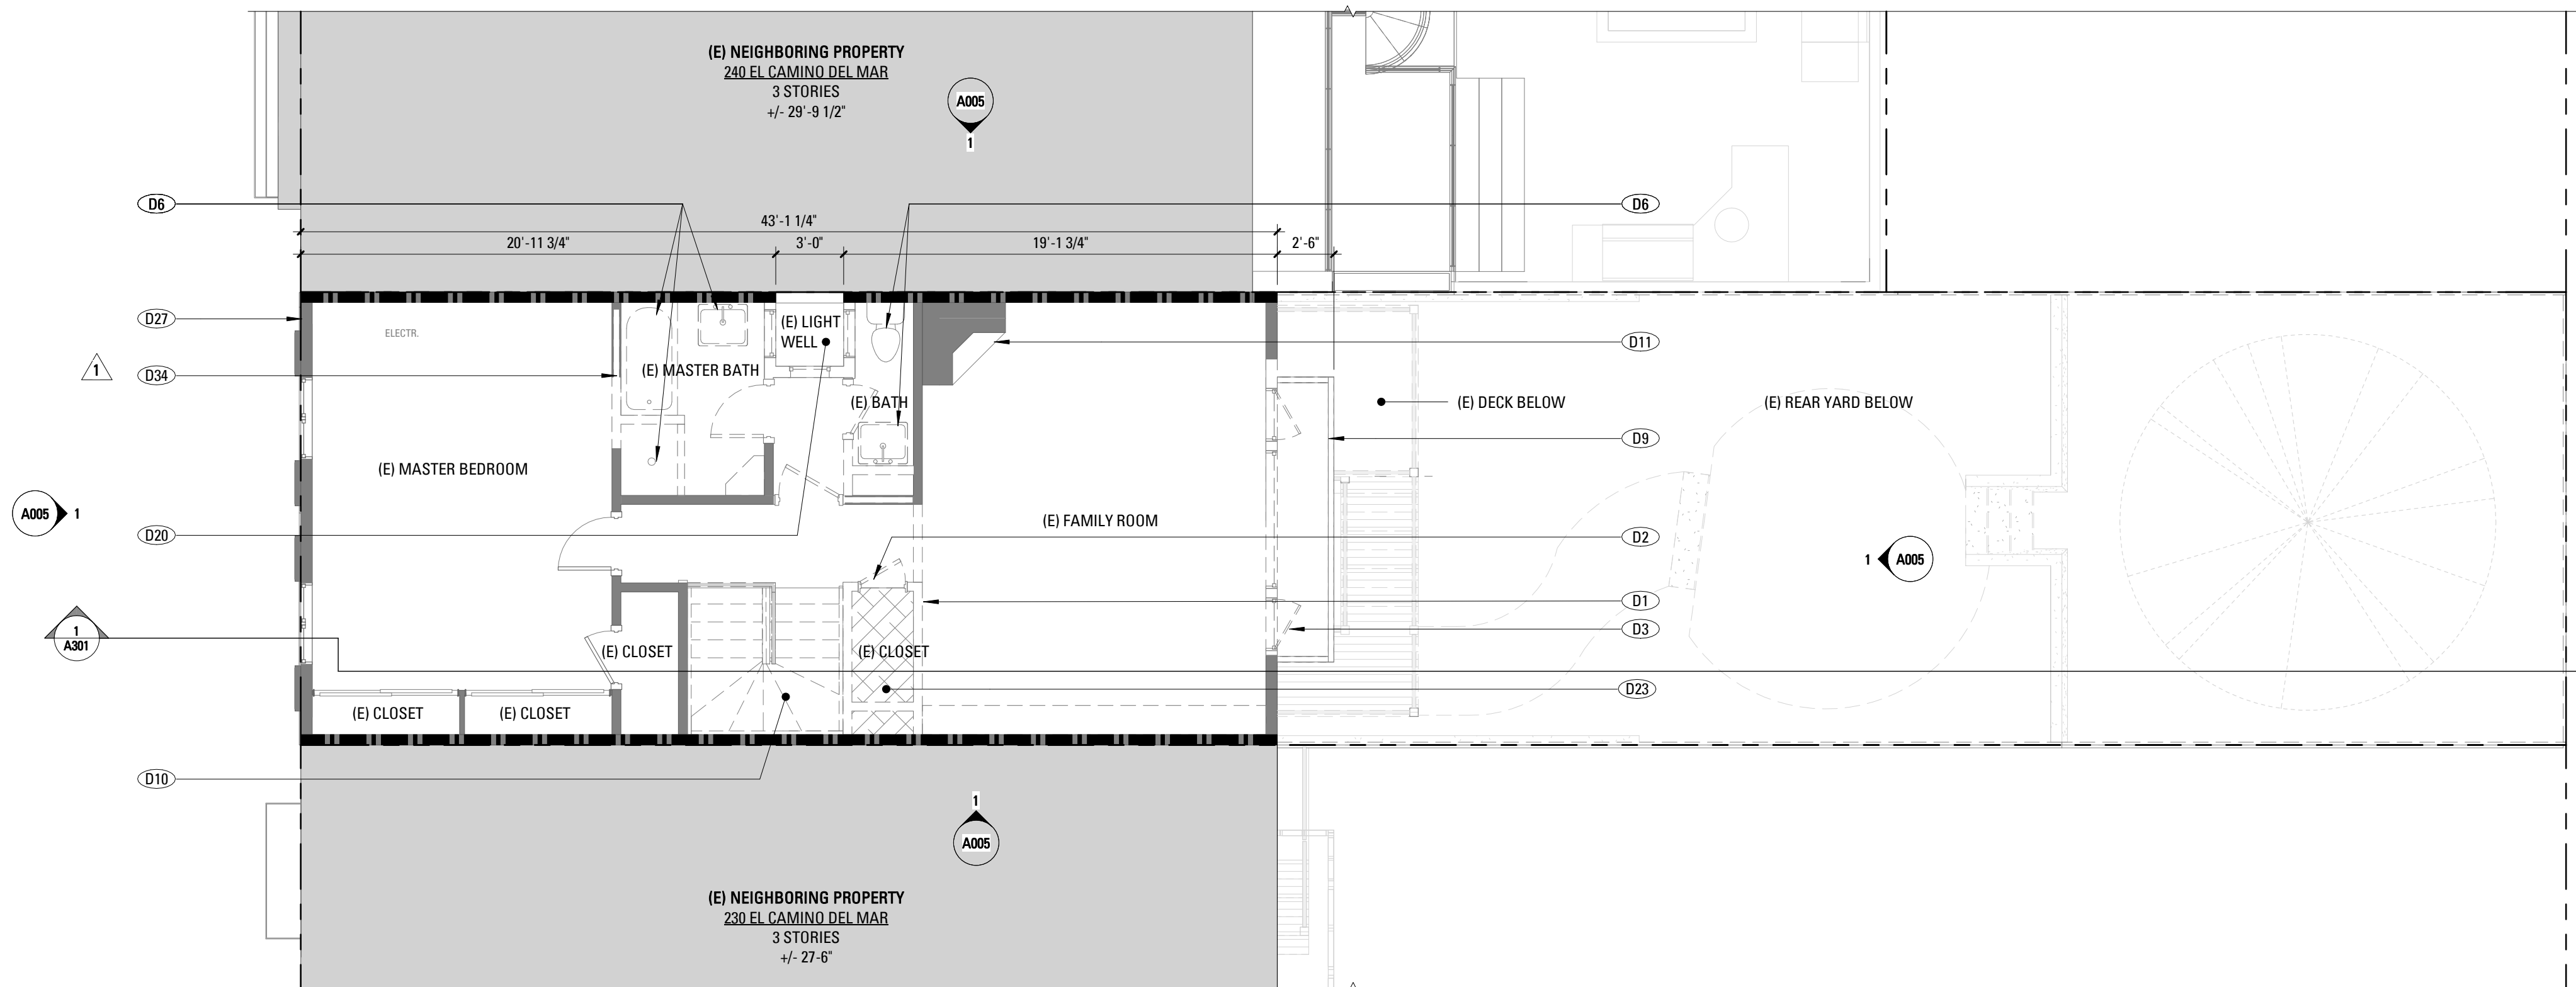 (E) NEIGHBORING PROPERTY
240 EL CAMINO DEL MAR
3 STORIES
+/- 29'-9 1/2"
A005
1
D6
D6
43'-1 1/4"
20'-11 3/4"
3'-0"
19'-1 3/4"
2'-6"
D27
ELECTR.
(E) LIGHT
WELL
D11
1
D34
(E) MASTER BATH
(E) BATH
(E) DECK BELOW
(E) REAR YARD BELOW
D9
(E) MASTER BEDROOM
A005
1
(E) FAMILY ROOM
D20
D2
1
A005
D1
D3
1
A301
(E) CLOSET
(E) CLOSET
D23
(E) CLOSET
(E) CLOSET
D10
1
A005
(E) NEIGHBORING PROPERTY
230 EL CAMINO DEL MAR
3 STORIES
+/- 27-6"